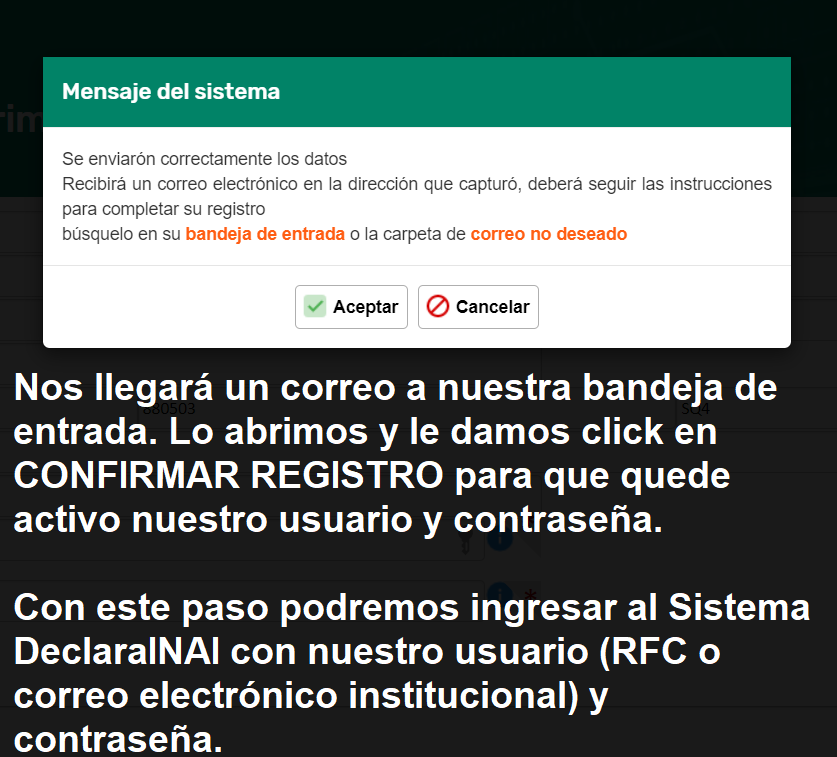 Mensaje del sistema
Se enviarón correctamente los datos
Recibirá un correo electrónico en la dirección que capturó, deberá seguir las instrucciones
para completar su registro
búsquelo en su bandeja de entrada o la carpeta de correo no deseado
Aceptar Cancelar
Nos llegará un correo a nuestra bandeja de
880503
entrada. Lo abrimos y le damos click en
CONFIRMAR REGISTRO para que quede
activo nuestro usuario y contraseña.
Con este paso podremos ingresar al Sistema
DeclaraINAI con nuestro usuario (RFC o
correo electrónico institucional) y
contraseña.